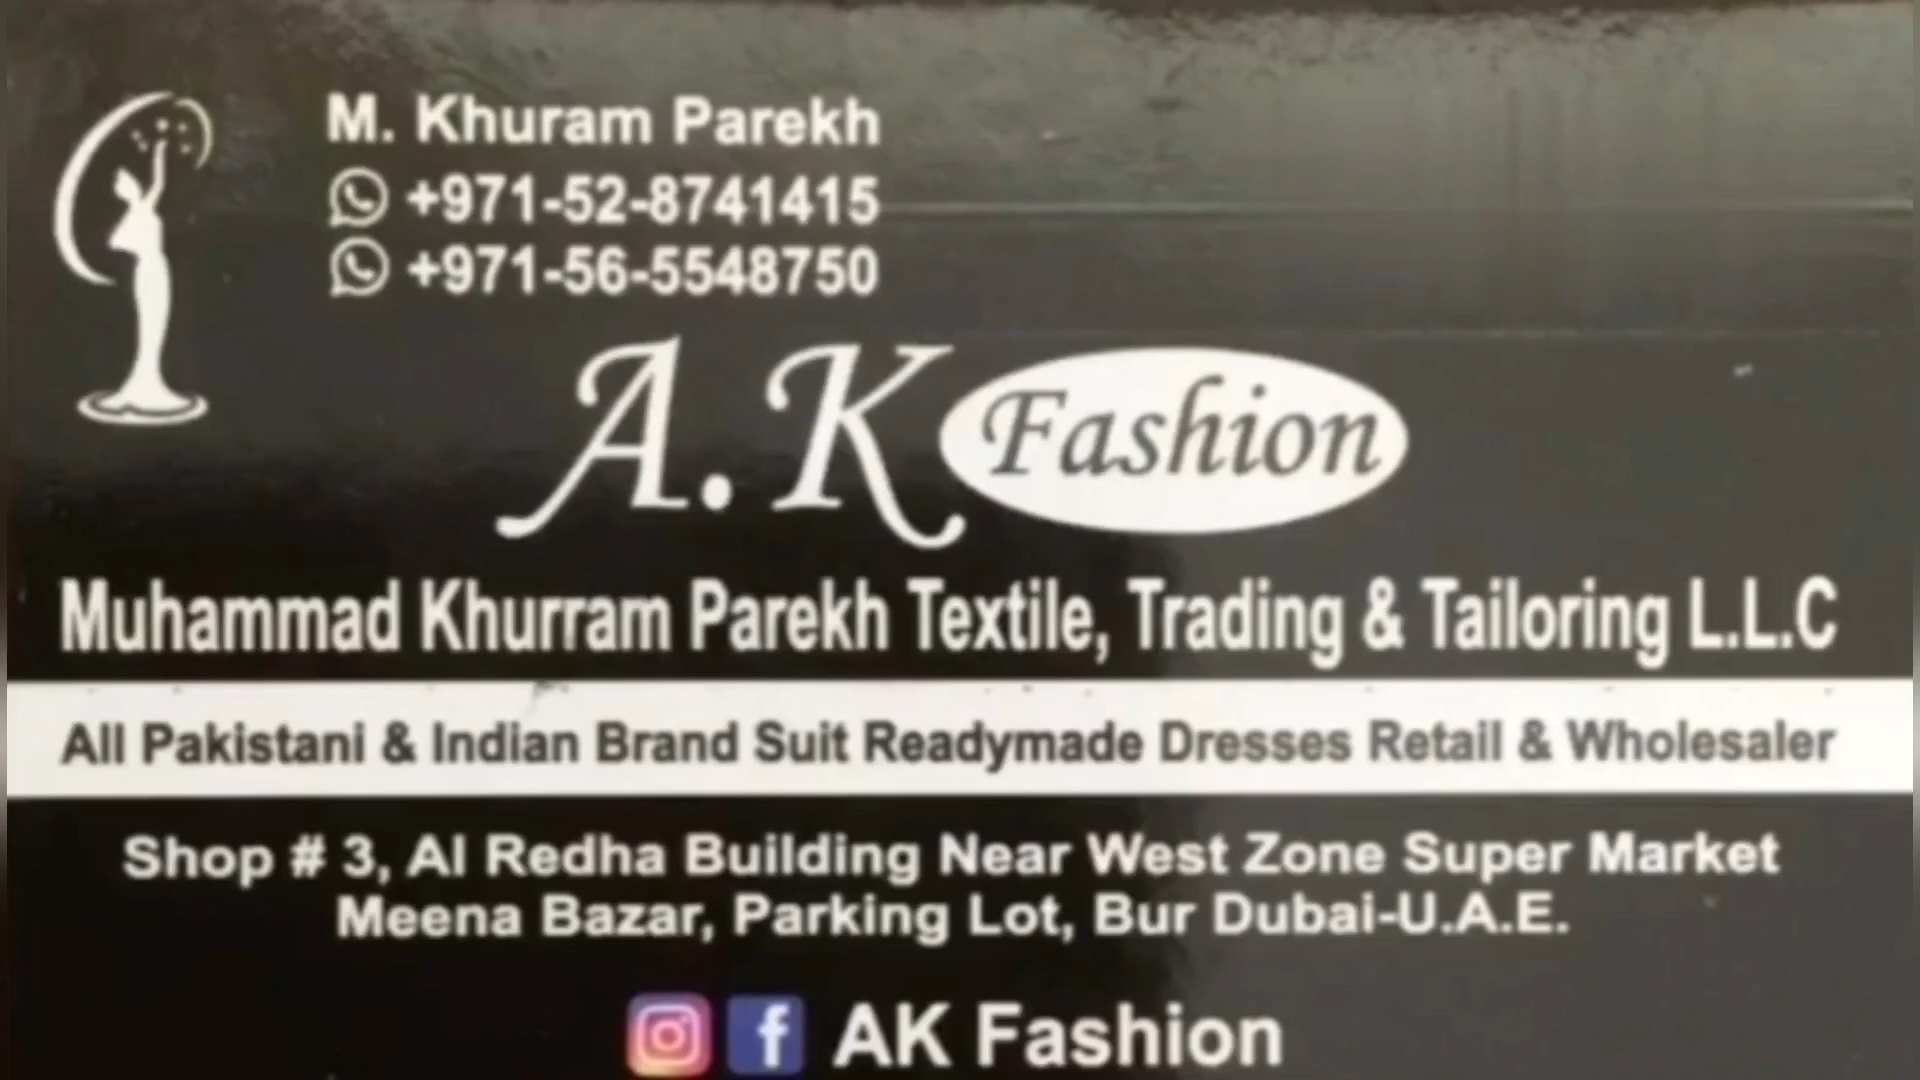 M. Khuram Parekh
+971-52-8741415
+971-56-5548750
A.K Fashion
Muhammad Khurram Parekh Textile, Trading & Tailoring L.L.C
All Pakistani & Indian Brand Suit Readymade Dresses Retail & Wholesaler
Shop # 3, Al Redha Building Near West Zone Super Market
Meena Bazar, Parking Lot, Bur Dubai-U.A.E.
AK Fashion